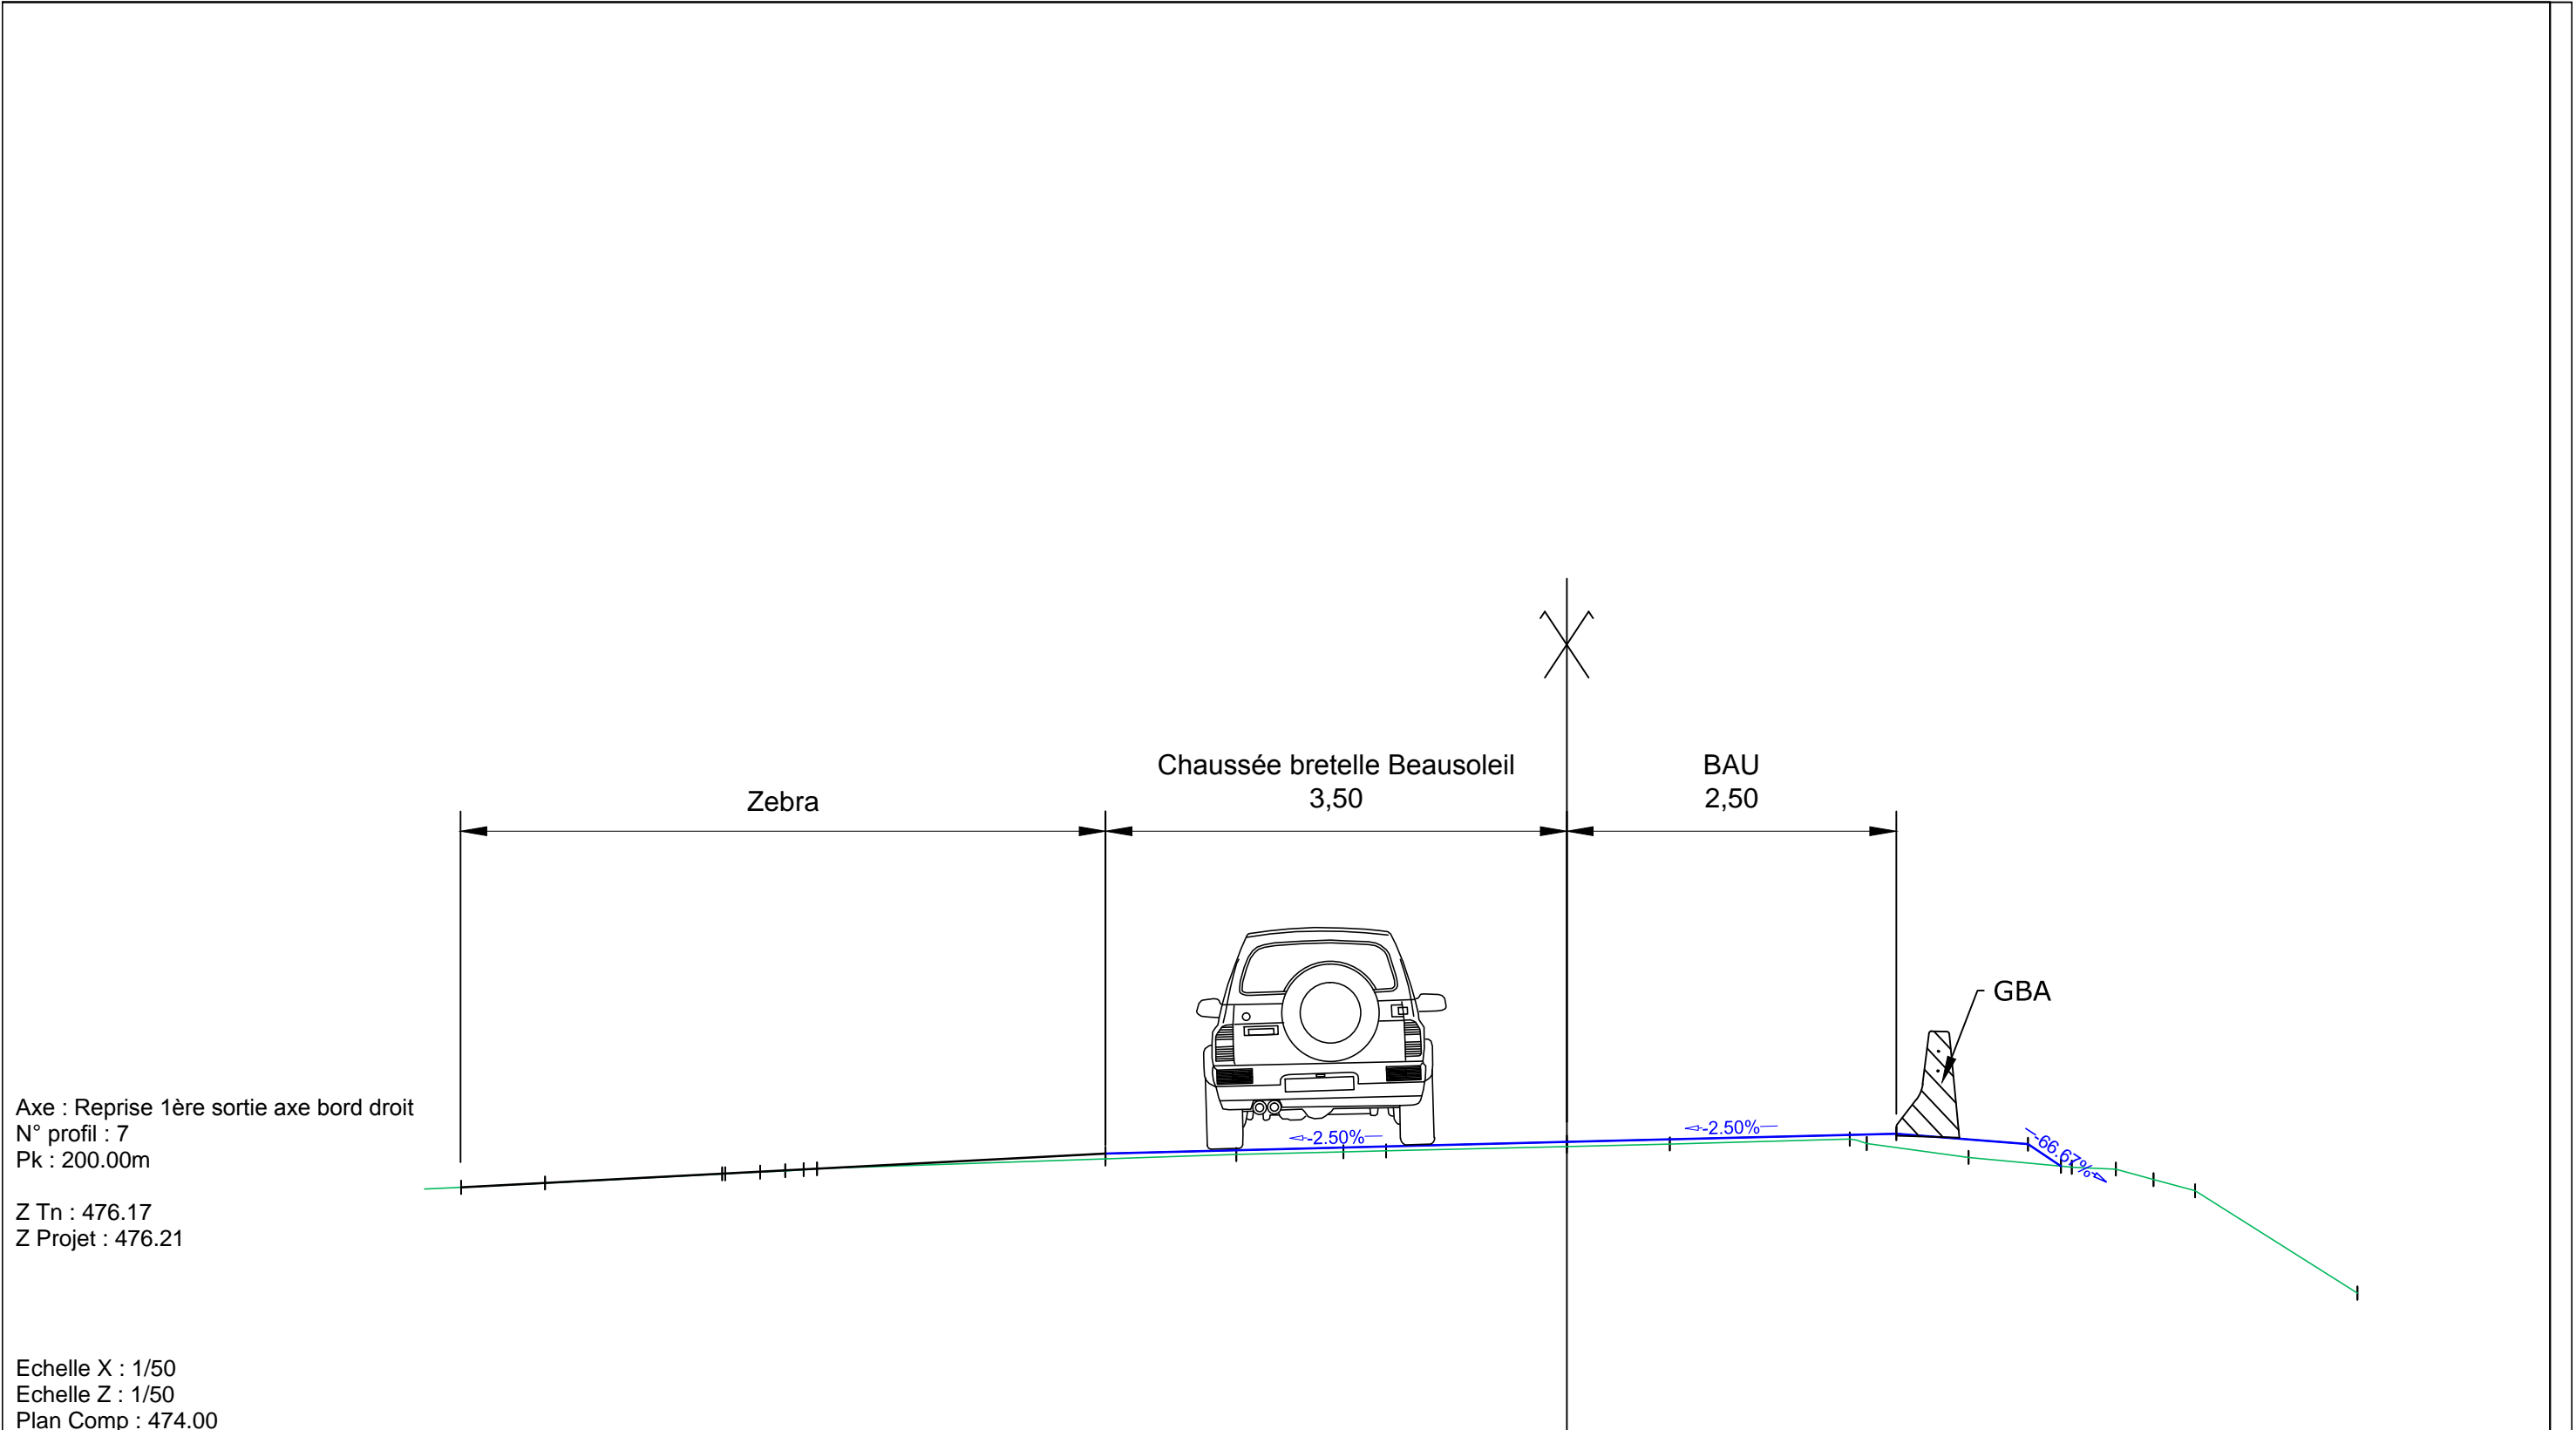 Chaussée bretelle Beausoleil
BAU
Zebra
3,50
2,50
GBA
-2.50%
-2.50%
-66.67%
Axe : Reprise 1ère sortie axe bord droit
N° profil : 7
Pk : 200.00m
Z Tn : 476.17
Z Projet : 476.21
Echelle X : 1/50
Echelle Z : 1/50
Plan Comp : 474.00